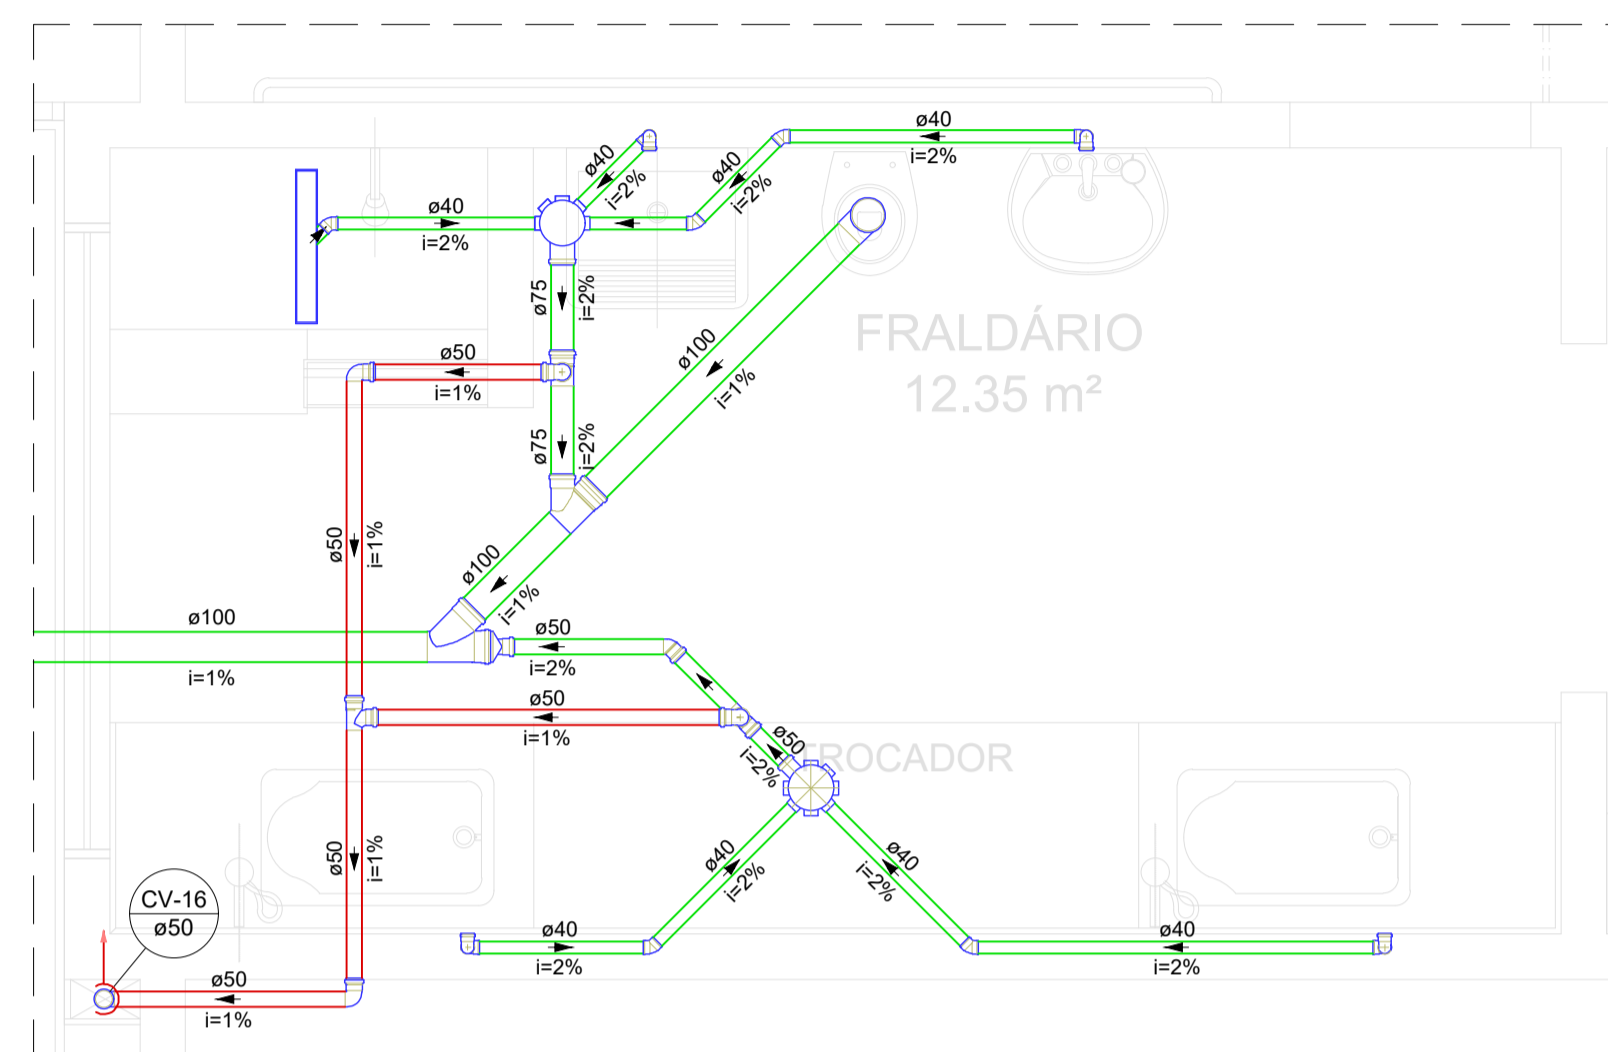 ø40
i=2%
ø40
i=2%
ø40
i=2%
ø40
i=2%
ø75
i=2%
FRALDÁRIO
12.35 m²
ø100
i=1%
ø50
i=1%
ø75
i=2%
ø50
i=1%
ø100
i=1%
ø100
i=1%
ø50
i=2%
ø50
i=1%
ø50
i=2%
TROCADOR
ø50
i=1%
ø40
i=2%
ø40
i=2%
CV-16
ø50
ø40
i=2%
ø40
i=2%
ø50
i=1%